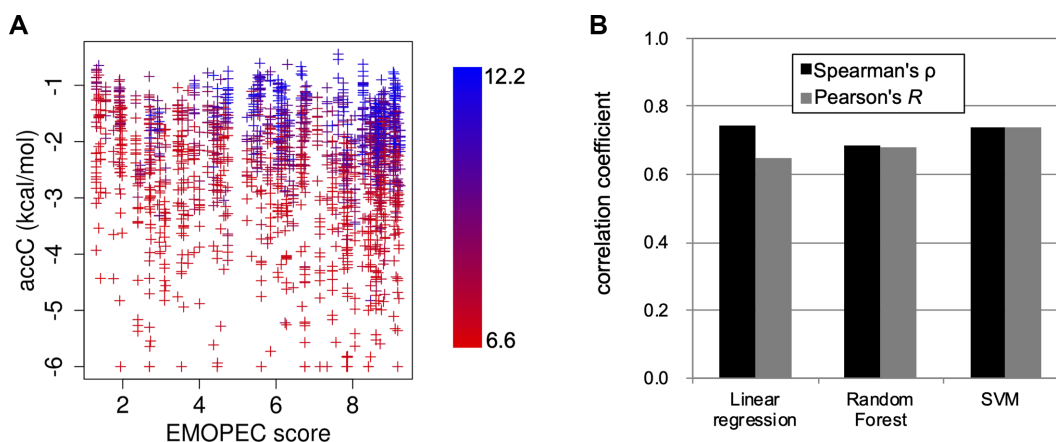 A
accC (kcal/mol)
-1
-2
-3
-4
-5
-6
2 4 6 8
EMOPEC score
12.2
6.6
B
correlation coefficient
1.0
0.8
0.6
0.4
0.2
0.0
Spearman's ρ
Pearson's R
Linear
regression
Random
Forest
SVM